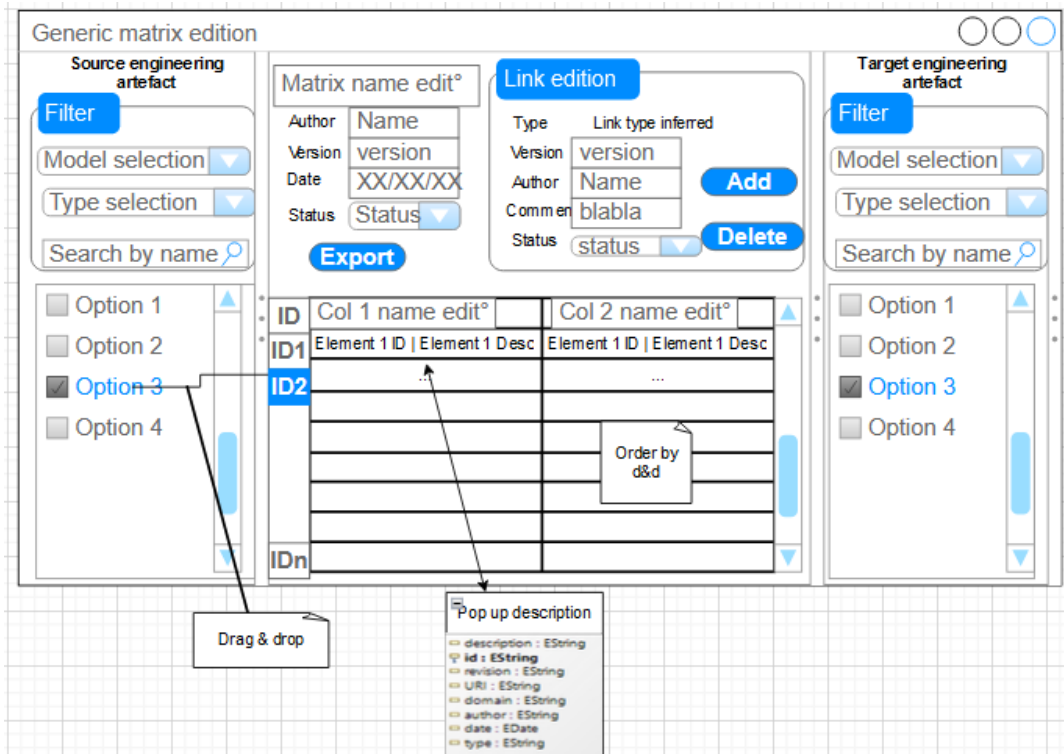 Generic matrix edition
Source engineering
artefact
Filter
Model selection
Type selection
Search by name
Option 1
Option 2
Option 3
Option 4
Matrix name edit°
Author Name
Version version
Date XX/XX/XX
Status Status
Export
Link edition
Type Link type inferred
Version version
Author Name
Commen blabla
Status status
Add
Delete
ID Col 1 name edit° Col 2 name edit°
ID1 Element 1 ID | Element 1 Desc Element 1 ID | Element 1 Desc
ID2 ... ...
IDn
Order by
d&d
Target engineering
artefact
Filter
Model selection
Type selection
Search by name
Option 1
Option 2
Option 3
Option 4
Drag & drop
Pop up description
description : EString
id : EString
revision : EString
URI : EString
domain : EString
author : EString
date : EDate
type : EString